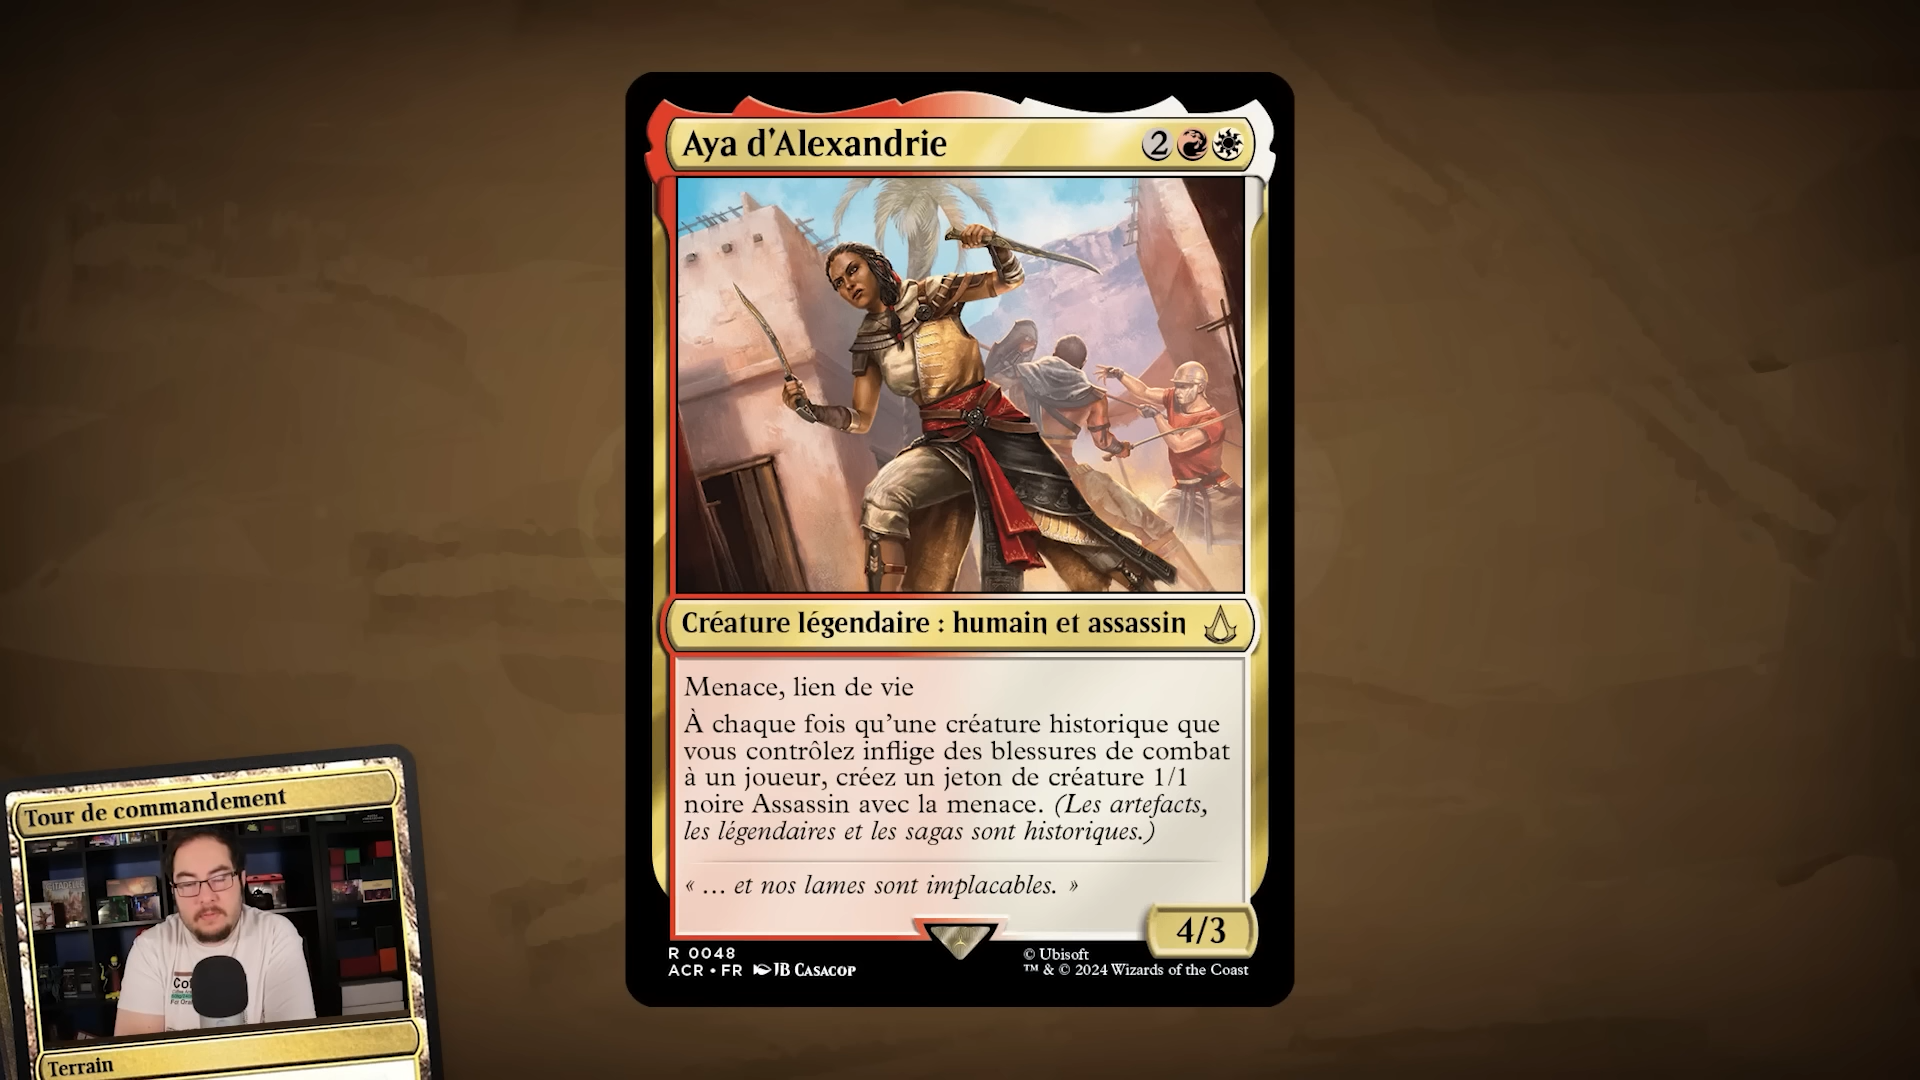 Aya d'Alexandrie
2
Créature légendaire : humain et assassin
Menace, lien de vie
À chaque fois qu'une créature historique que
vous contrôlez inflige des blessures de combat
à un joueur, créez un jeton de créature 1/1
noire Assassin avec la menace. (Les artefacts,
les légendaires et les sagas sont historiques.)
« … et nos lames sont implacables. »
4/3
R 0048
ACR • FR JB Casacop
© Ubisoft
™ & © 2024 Wizards of the Coast
Tour de commandement
CITADELLE
Terrain